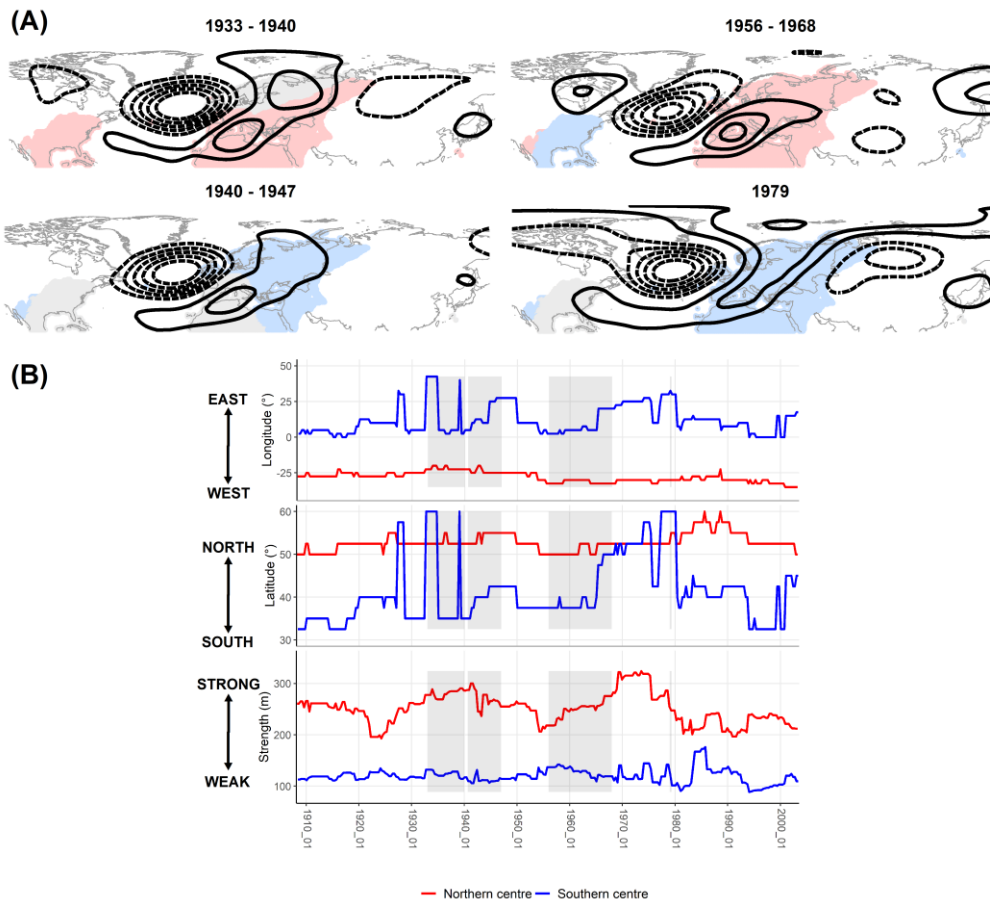 (A)
1933 - 1940
1956 - 1968
1940 - 1947
1979
(B)
EAST
WEST
Longitude (°)
50
25
0
-25
NORTH
SOUTH
Latitude (°)
60
50
40
30
STRONG
WEAK
Strength (m)
300
200
100
1910_01
1920_01
1930_01
1940_01
1950_01
1960_01
1970_01
1980_01
1990_01
2000_01
Northern centre Southern centre